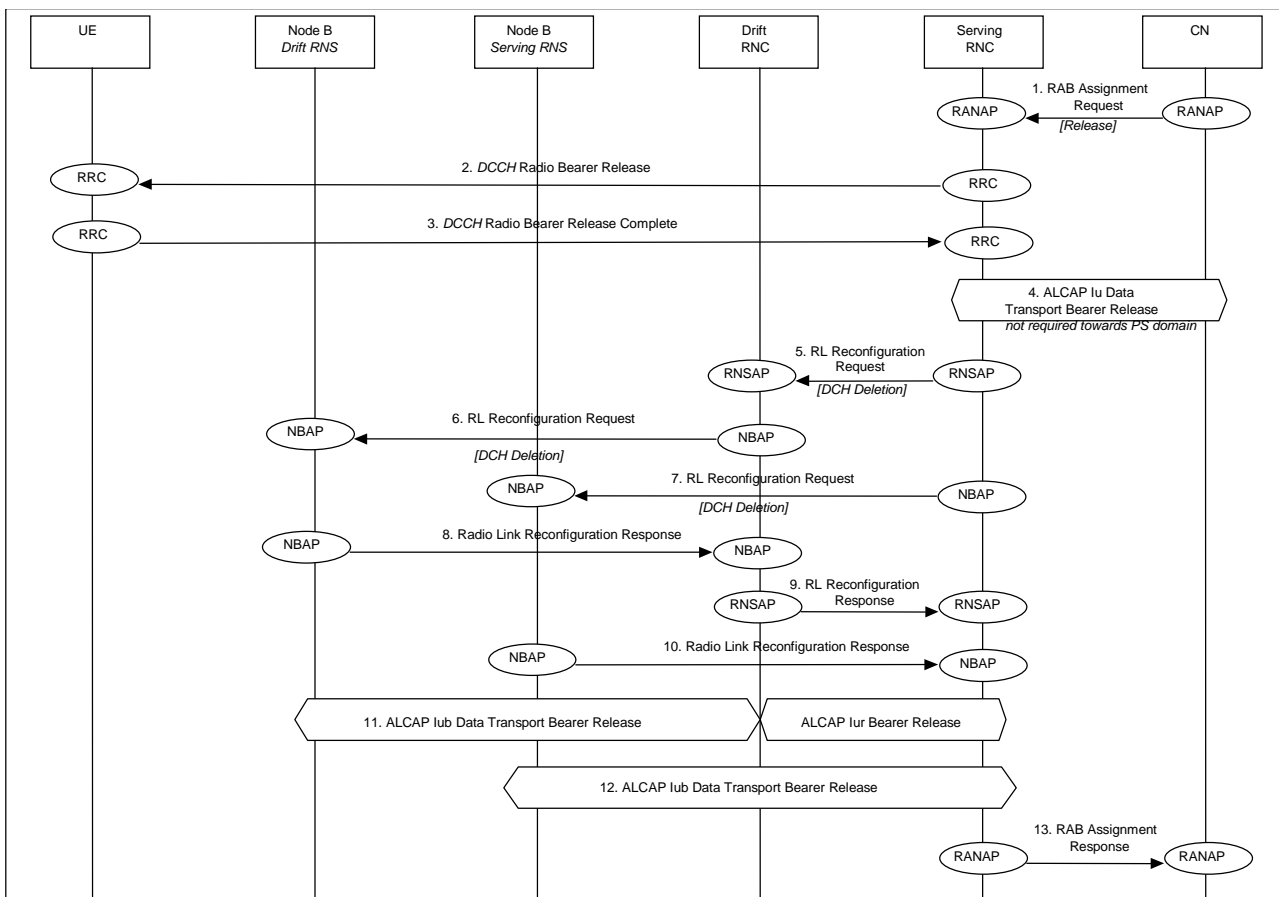 UE
Node B
Drift RNS
Node B
Serving RNS
Drift
RNC
Serving
RNC
CN
1. RAB Assignment
Request
[Release]
RANAP
RANAP
2. DCCH Radio Bearer Release
RRC
RRC
3. DCCH Radio Bearer Release Complete
RRC
RRC
4. ALCAP Iu Data
Transport Bearer Release
not required towards PS domain
5. RL Reconfiguration
Request
[DCH Deletion]
RNSAP
RNSAP
6. RL Reconfiguration Request
[DCH Deletion]
NBAP
NBAP
7. RL Reconfiguration Request
[DCH Deletion]
NBAP
NBAP
8. Radio Link Reconfiguration Response
NBAP
NBAP
9. RL Reconfiguration
Response
RNSAP
RNSAP
10. Radio Link Reconfiguration Response
NBAP
NBAP
11. ALCAP Iub Data Transport Bearer Release
ALCAP Iur Bearer Release
12. ALCAP Iub Data Transport Bearer Release
13. RAB Assignment
Response
RANAP
RANAP